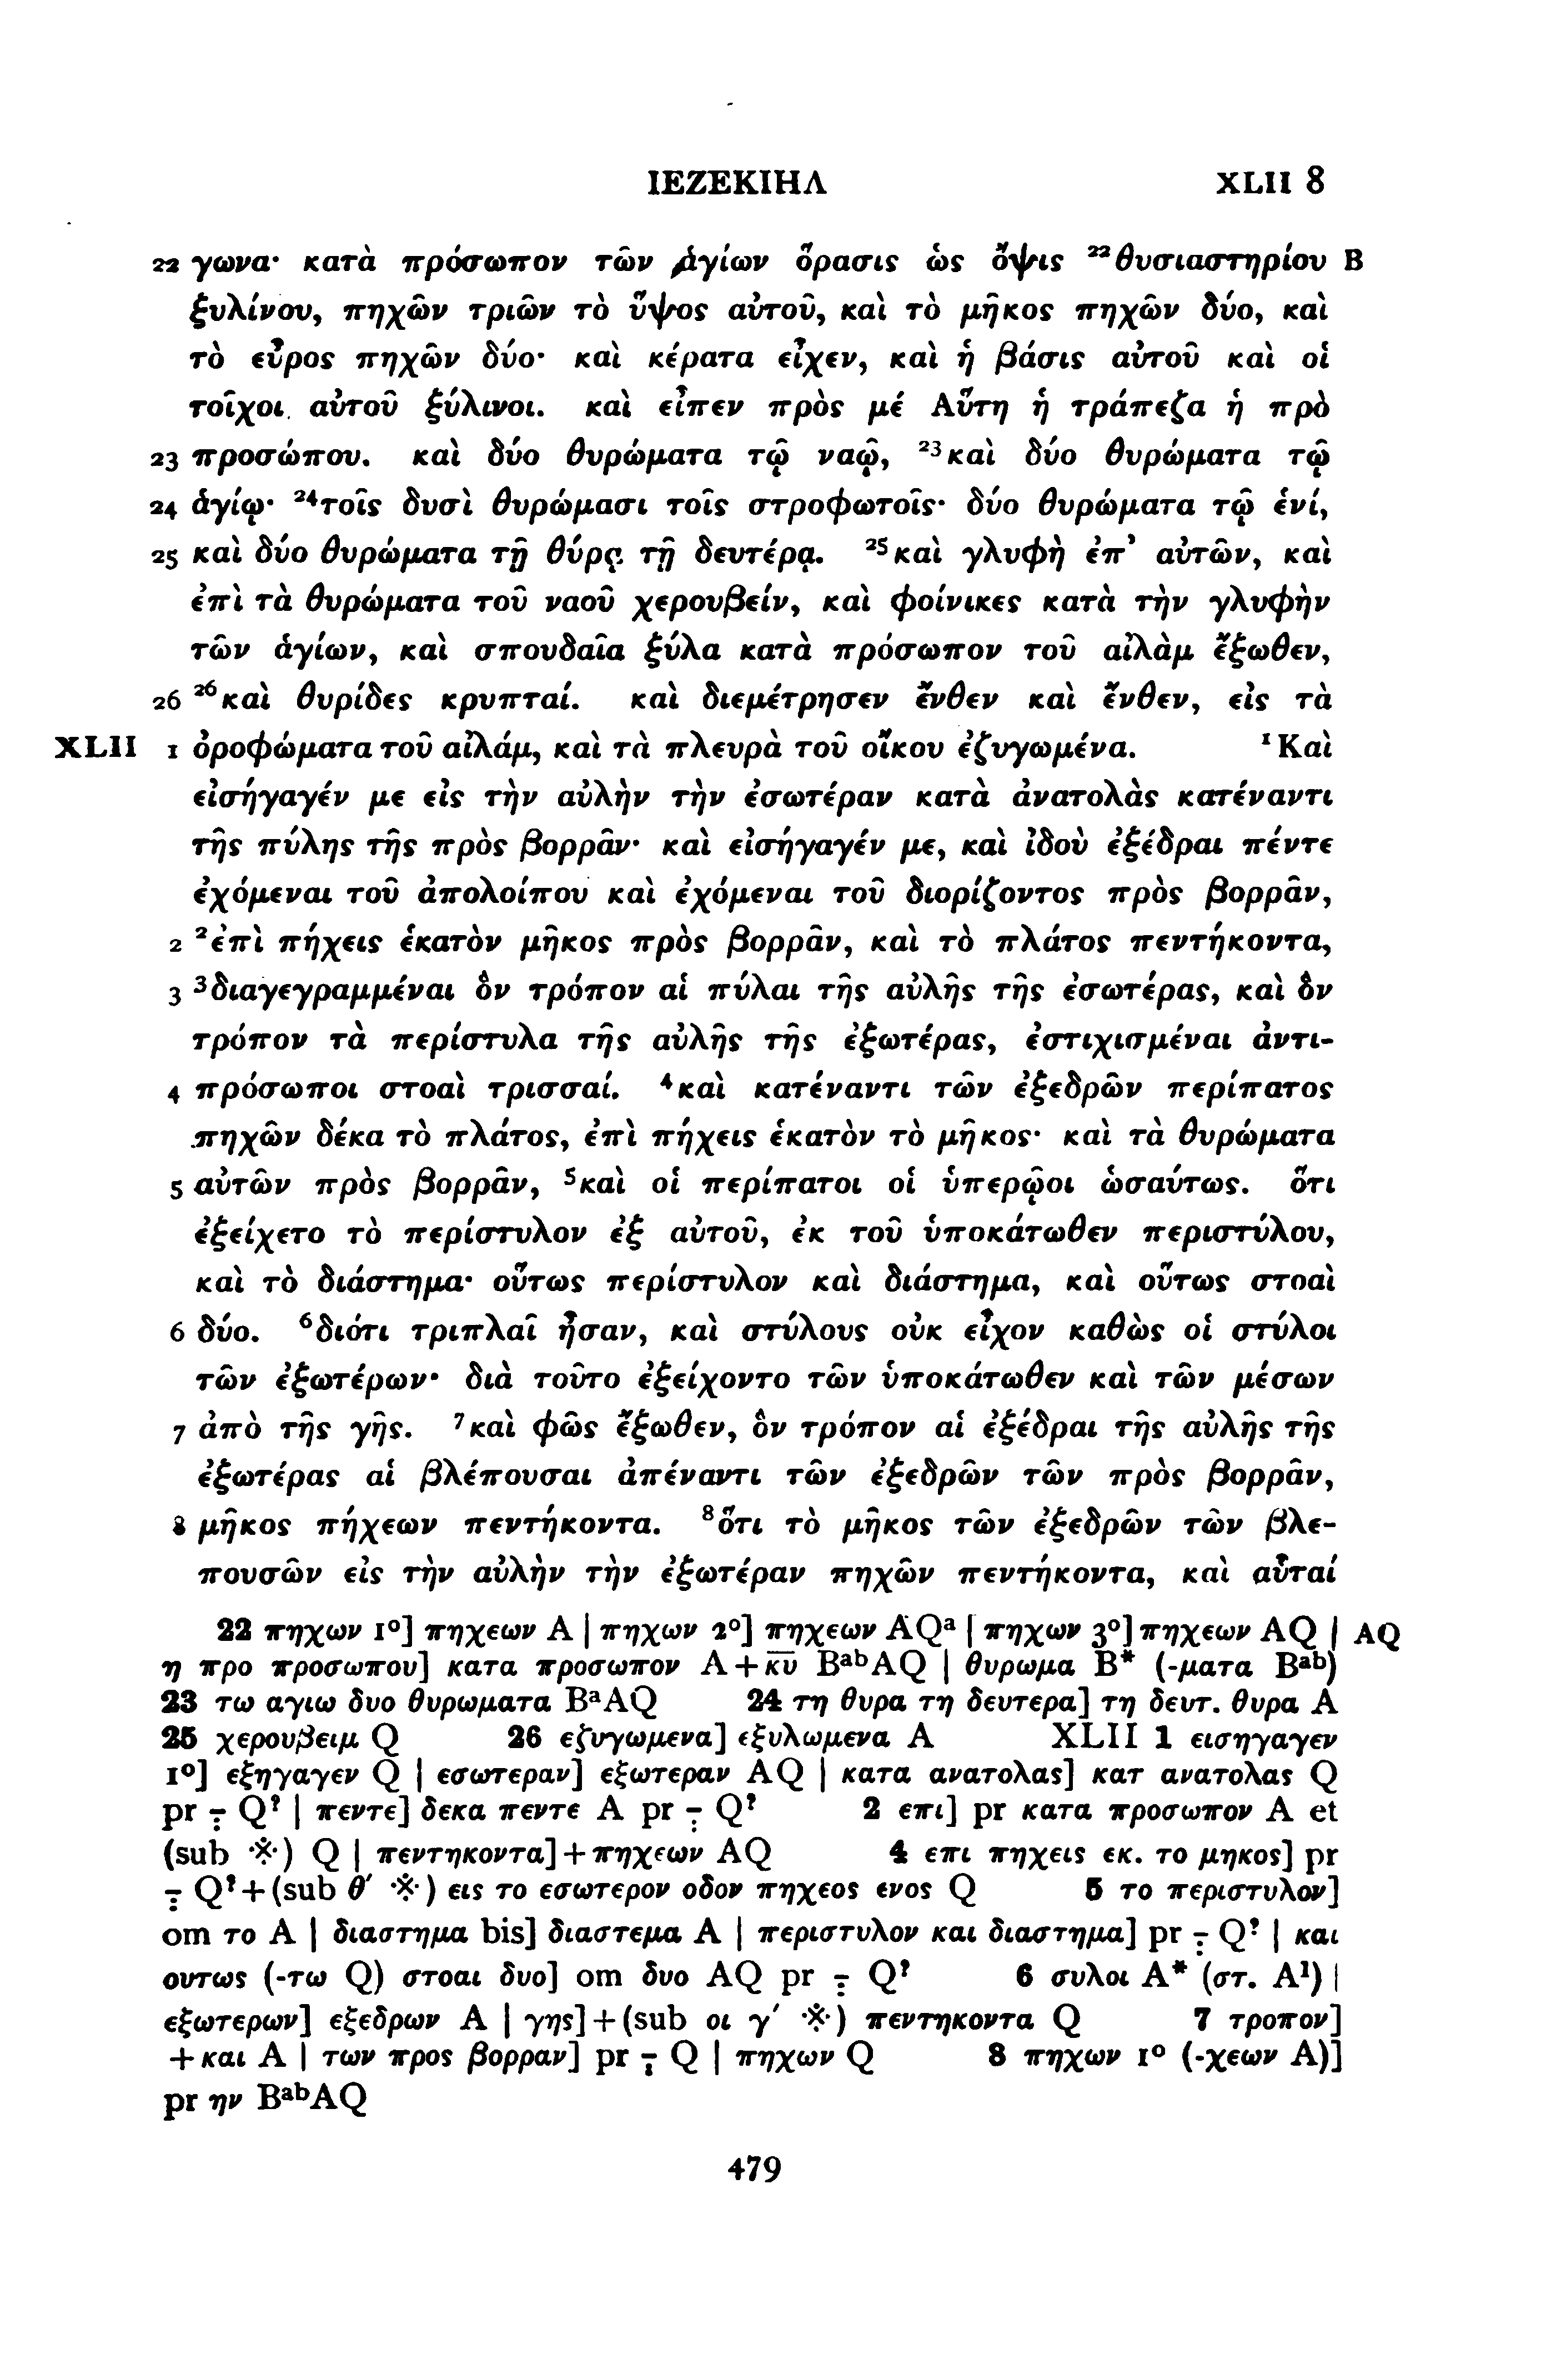 ΙΕΖΕΚΙΗΛ XLII 8
22 γωνα· κατὰ πρόσωπον τῶν ἁγίων ὅρασις ὡς ὄψις ²²θυσιαστηρίου B
ξυλίνου, πηχῶν τριῶν τὸ ὕψος αὐτοῦ, καὶ τὸ μῆκος πηχῶν δύο, καὶ
τὸ εὖρος πηχῶν δύο· καὶ κέρατα εἶχεν, καὶ ἡ βάσις αὐτοῦ καὶ οἱ
τοῖχοι αὐτοῦ ξύλινοι. καὶ εἶπεν πρὸς μέ Αὕτη ἡ τράπεζα ἡ πρὸ
23 προσώπου. καὶ δύο θυρώματα τῷ ναῷ, ²³καὶ δύο θυρώματα τῷ
24 ἁγίῳ· ²⁴τοῖς δυσὶ θυρώμασι τοῖς στροφωτοῖς· δύο θυρώματα τῷ ἑνί,
25 καὶ δύο θυρώματα τῇ θύρᾳ τῇ δευτέρᾳ. ²⁵καὶ γλυφὴ ἐπ᾽ αὐτῶν, καὶ
ἐπὶ τὰ θυρώματα τοῦ ναοῦ χερουβείν, καὶ φοίνικες κατὰ τὴν γλυφὴν
τῶν ἁγίων, καὶ σπουδαῖα ξύλα κατὰ πρόσωπον τοῦ αἰλὰμ ἔξωθεν,
26 ²⁶καὶ θυρίδες κρυπταί. καὶ διεμέτρησεν ἔνθεν καὶ ἔνθεν, εἰς τὰ
XLII 1 ὀροφώματα τοῦ αἰλάμ, καὶ τὰ πλευρὰ τοῦ οἴκου ἐζυγωμένα. ¹Καὶ
εἰσήγαγέν με εἰς τὴν αὐλὴν τὴν ἐσωτέραν κατὰ ἀνατολὰς κατέναντι
τῆς πύλης τῆς πρὸς βορρᾶν· καὶ εἰσήγαγέν με, καὶ ἰδοὺ ἐξέδραι πέντε
ἐχόμεναι τοῦ ἀπολοίπου καὶ ἐχόμεναι τοῦ διορίζοντος πρὸς βορρᾶν,
2 ²ἐπὶ πήχεις ἑκατὸν μῆκος πρὸς βορρᾶν, καὶ τὸ πλάτος πεντήκοντα,
3 ³διαγεγραμμέναι ὃν τρόπον αἱ πύλαι τῆς αὐλῆς τῆς ἐσωτέρας, καὶ ὃν
τρόπον τὰ περίστυλα τῆς αὐλῆς τῆς ἐξωτέρας, ἐστιχισμέναι ἀντι-
4 πρόσωποι στοαὶ τρισσαί. ⁴καὶ κατέναντι τῶν ἐξεδρῶν περίπατος
πηχῶν δέκα τὸ πλάτος, ἐπὶ πήχεις ἑκατὸν τὸ μῆκος· καὶ τὰ θυρώματα
5 αὐτῶν πρὸς βορρᾶν, ⁵καὶ οἱ περίπατοι οἱ ὑπερῷοι ὡσαύτως. ὅτι
ἐξείχετο τὸ περίστυλον ἐξ αὐτοῦ, ἐκ τοῦ ὑποκάτωθεν περιστύλου,
καὶ τὸ διάστημα· οὕτως περίστυλον καὶ διάστημα, καὶ οὕτως στοαὶ
6 δύο. ⁶διότι τριπλαῖ ἦσαν, καὶ στύλους οὐκ εἶχον καθὼς οἱ στύλοι
τῶν ἐξωτέρων· διὰ τοῦτο ἐξείχοντο τῶν ὑποκάτωθεν καὶ τῶν μέσων
7 ἀπὸ τῆς γῆς. ⁷καὶ φῶς ἔξωθεν, ὃν τρόπον αἱ ἐξέδραι τῆς αὐλῆς τῆς
ἐξωτέρας αἱ βλέπουσαι ἀπέναντι τῶν ἐξεδρῶν τῶν πρὸς βορρᾶν,
8 μῆκος πήχεων πεντήκοντα. ⁸ὅτι τὸ μῆκος τῶν ἐξεδρῶν τῶν βλε-
πουσῶν εἰς τὴν αὐλὴν τὴν ἐξωτέραν πηχῶν πεντήκοντα, καὶ αὗταί
22 πηχων 1°] πηχεων A | πηχων 2°] πηχεων AQᵃ | πηχων 3°] πηχεων AQ | AQ
η προ προσωπου] κατα προσωπον A + κ̅υ̅ BᵃᵇAQ | θυρωμα B* (-ματα Bᵃᵇ)
23 τω αγιω δυο θυρωματα BᵃAQ 24 τη θυρα τη δευτερα] τη δευτ. θυρα A
25 χερουβειμ Q 26 εζυγωμενα] εξυλωμενα A XLII 1 εισηγαγεν
1°] εξηγαγεν Q | εσωτεραν] εξωτεραν AQ | κατα ανατολας] κατ ανατολας Q
pr ⁒ Q? | πεντε] δεκα πεντε A pr ⁒ Q? 2 επι] pr κατα προσωπον A et
(sub ※) Q | πεντηκοντα] + πηχεων AQ 4 επι πηχεις εκ. το μηκος] pr
⁒ Q? + (sub θ′ ※) εις το εσωτερον οδον πηχεος ενος Q 5 το περιστυλον]
om το A | διαστημα bis] διαστεμα A | περιστυλον και διαστημα] pr ⁒ Q? | και
ουτως (-τω Q) στοαι δυο] om δυο AQ pr ⁒ Q? 6 συλοι A* (στ. A¹) |
εξωτερων] εξεδρων A | γης] + (sub οι γ′ ※) πεντηκοντα Q 7 τροπον]
+ και A | των προς βορραν] pr ⁒ Q | πηχων Q 8 πηχων 1° (-χεων A)]
pr ην BᵃᵇAQ
479